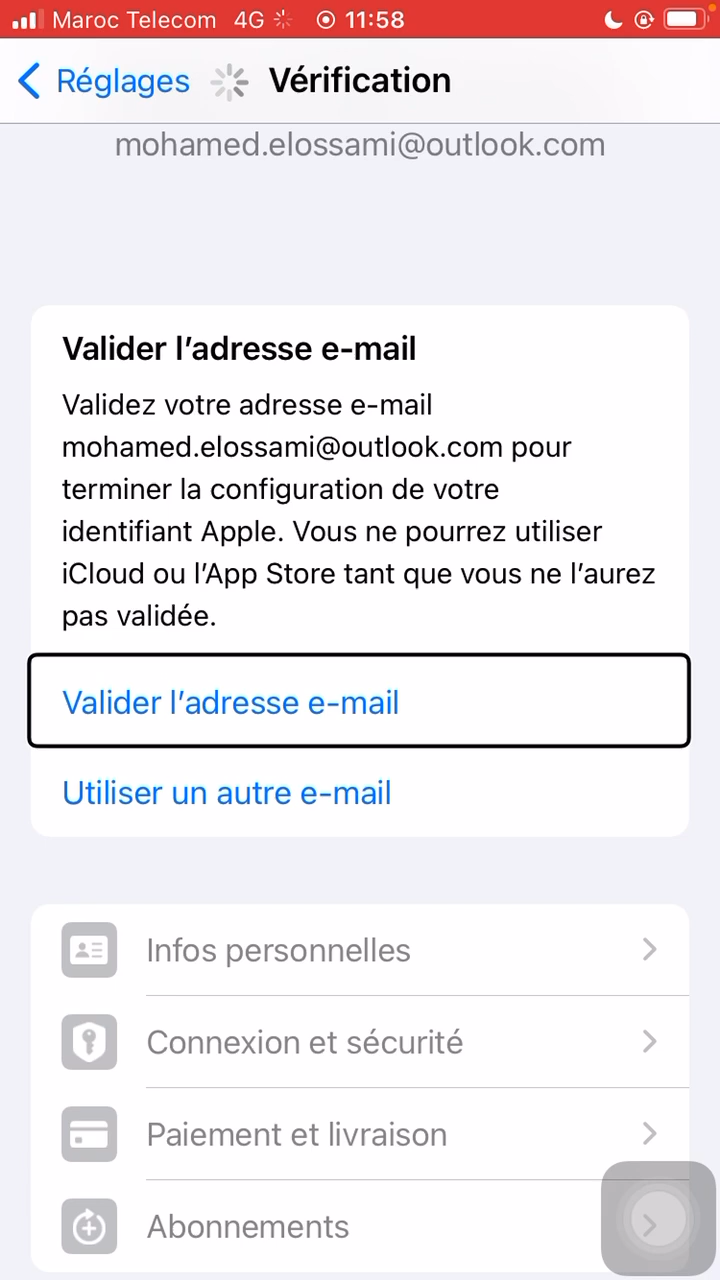 Maroc Telecom 4G 11:58
Réglages Vérification
mohamed.elossami@outlook.com
Valider l’adresse e-mail
Validez votre adresse e-mail
mohamed.elossami@outlook.com pour
terminer la configuration de votre
identifiant Apple. Vous ne pourrez utiliser
iCloud ou l’App Store tant que vous ne l’aurez
pas validée.
Valider l’adresse e-mail
Utiliser un autre e-mail
Infos personnelles
Connexion et sécurité
Paiement et livraison
Abonnements